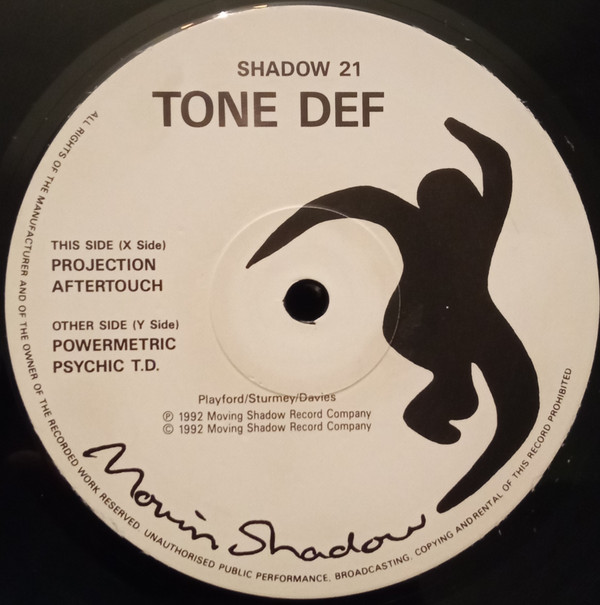 SHADOW 21
TONE DEF
THIS SIDE (X Side)
PROJECTION
AFTERTOUCH
OTHER SIDE (Y Side)
POWERMETRIC
PSYCHIC T.D.
Playford/Sturmey/Davies
℗ 1992 Moving Shadow Record Company
© 1992 Moving Shadow Record Company
Movin Shadow
ALL RIGHTS OF THE MANUFACTURER AND OF THE OWNER OF THE RECORDED WORK RESERVED. UNAUTHORISED PUBLIC PERFORMANCE, BROADCASTING, COPYING AND RENTAL OF THIS RECORD PROHIBITED